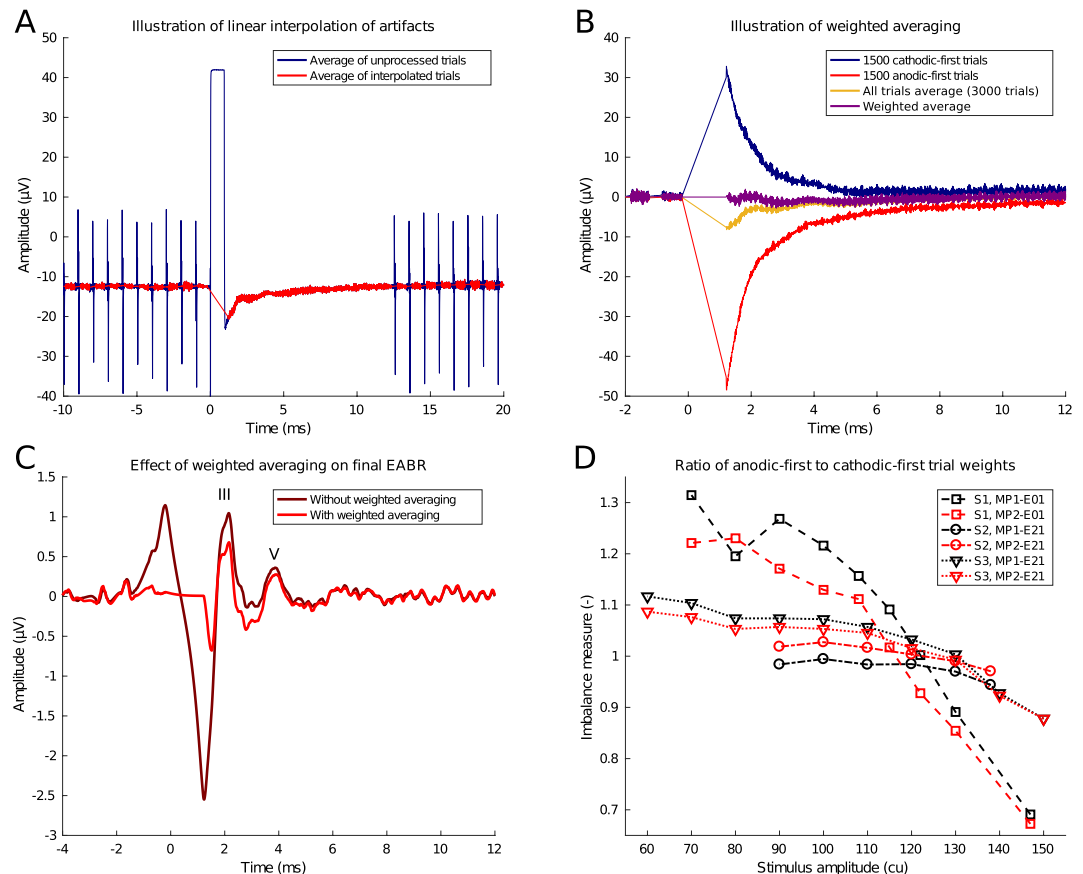 A
Illustration of linear interpolation of artifacts
50
40
30
20
10
0
-10
-20
-30
-40
Amplitude (µV)
Average of unprocessed trials
Average of interpolated trials
-10
-5
0
5
10
15
20
Time (ms)
B
Illustration of weighted averaging
40
30
20
10
0
-10
-20
-30
-40
-50
Amplitude (µV)
1500 cathodic-first trials
1500 anodic-first trials
All trials average (3000 trials)
Weighted average
-2
0
2
4
6
8
10
12
Time (ms)
C
Effect of weighted averaging on final EABR
1.5
1
0.5
0
-0.5
-1
-1.5
-2
-2.5
-3
Amplitude (µV)
III
V
Without weighted averaging
With weighted averaging
-4
-2
0
2
4
6
8
10
12
Time (ms)
D
Ratio of anodic-first to cathodic-first trial weights
1.3
1.2
1.1
1
0.9
0.8
0.7
Imbalance measure (-)
S1, MP1-E01
S1, MP2-E01
S2, MP1-E21
S2, MP2-E21
S3, MP1-E21
S3, MP2-E21
60
70
80
90
100
110
120
130
140
150
Stimulus amplitude (cu)